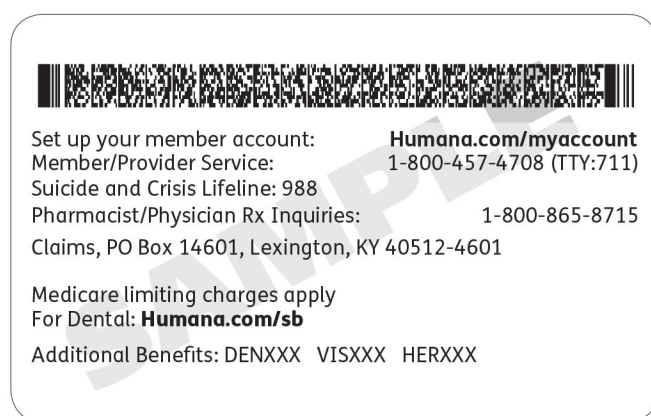 Set up your member account: Humana.com/myaccount
Member/Provider Service: 1-800-457-4708 (TTY:711)
Suicide and Crisis Lifeline: 988
Pharmacist/Physician Rx Inquiries: 1-800-865-8715
Claims, PO Box 14601, Lexington, KY 40512-4601
Medicare limiting charges apply
For Dental: Humana.com/sb
Additional Benefits: DENXXX VISXXX HERXXX
SAMPLE